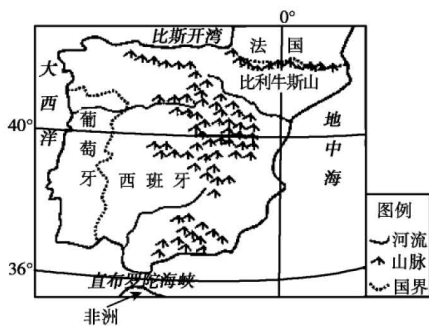 0°
比斯开湾
法国
比利牛斯山
大西洋
40°
葡萄牙
西班牙
地中海
36°
直布罗陀海峡
非洲
图例
河流
山脉
国界